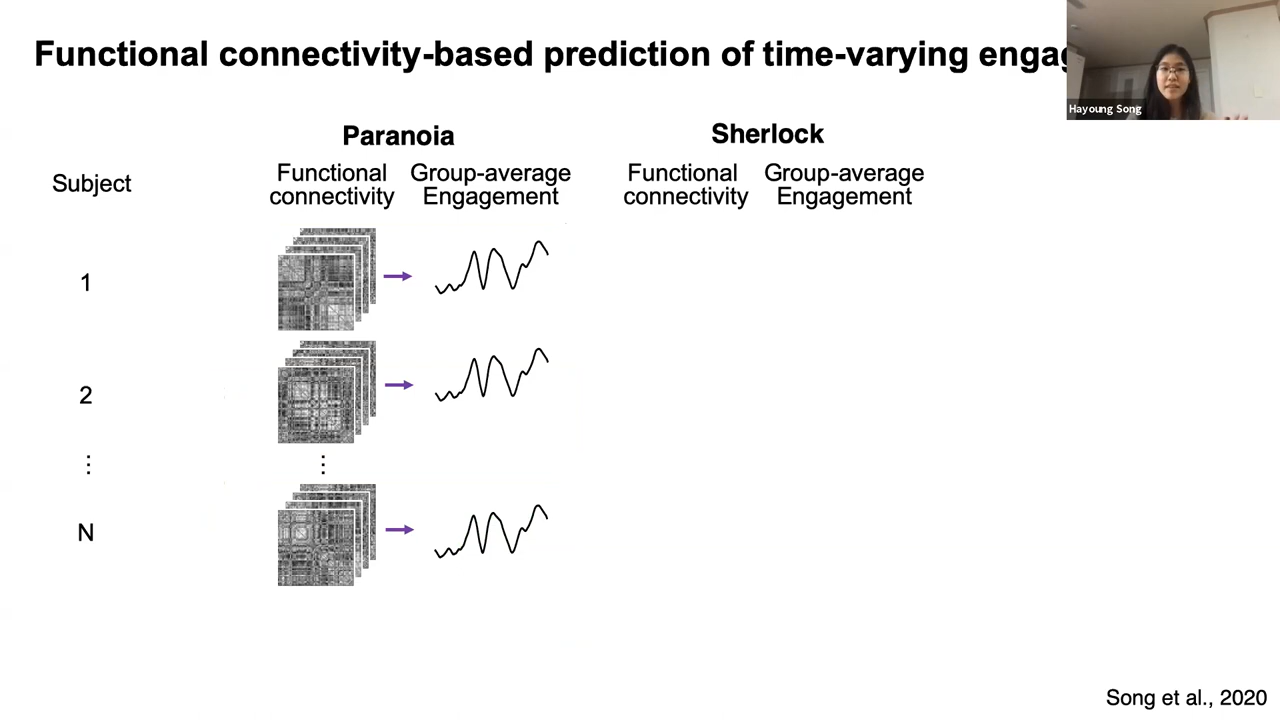 Functional connectivity-based prediction of time-varying engag
Hayoung Song
Paranoia
Sherlock
Subject
Functional
connectivity
Group-average
Engagement
Functional
connectivity
Group-average
Engagement
1
2
⋮
⋮
N
Song et al., 2020